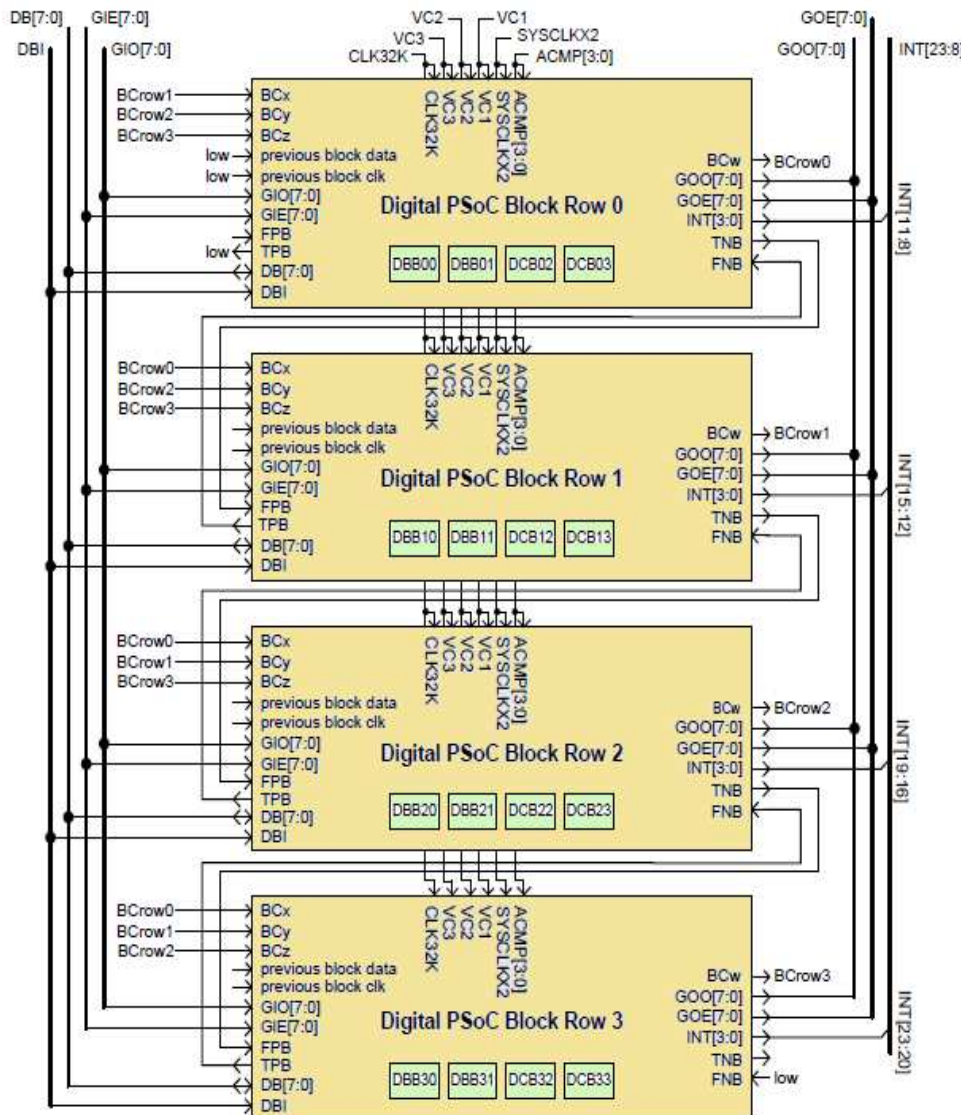 DB[7:0] GIE[7:0] VC2 VC1 GOE[7:0]
DBI GIO[7:0] VC3 SYSCLKX2 GOO[7:0] INT[23:8]
CLK32K ACMP[3:0]
BCrow1 BCx CLK32K VC3 VC2 VC1 SYSCLKX2 ACMP[3:0]
BCrow2 BCy
BCrow3 BCz
low previous block data BCw BCrow0
low previous block clk GOO[7:0]
GIO[7:0] Digital PSoC Block Row 0 GOE[7:0]
GIE[7:0] INT[3:0] INT[11:8]
FPB TNB
low TPB DBB00 DBB01 DCB02 DCB03 FNB
DB[7:0]
DBI
BCrow0 BCx CLK32K VC3 VC2 VC1 SYSCLKX2 ACMP[3:0]
BCrow2 BCy
BCrow3 BCz
previous block data BCw BCrow1
previous block clk GOO[7:0]
GIO[7:0] Digital PSoC Block Row 1 GOE[7:0]
GIE[7:0] INT[3:0] INT[15:12]
FPB TNB
TPB DBB10 DBB11 DCB12 DCB13 FNB
DB[7:0]
DBI
BCrow0 BCx CLK32K VC3 VC2 VC1 SYSCLKX2 ACMP[3:0]
BCrow1 BCy
BCrow3 BCz
previous block data BCw BCrow2
previous block clk GOO[7:0]
GIO[7:0] Digital PSoC Block Row 2 GOE[7:0]
GIE[7:0] INT[3:0] INT[19:16]
FPB TNB
TPB DBB20 DBB21 DCB22 DCB23 FNB
DB[7:0]
DBI
BCrow0 BCx CLK32K VC3 VC2 VC1 SYSCLKX2 ACMP[3:0]
BCrow1 BCy
BCrow2 BCz
previous block data BCw BCrow3
previous block clk GOO[7:0]
GIO[7:0] Digital PSoC Block Row 3 GOE[7:0]
GIE[7:0] INT[3:0] INT[23:20]
FPB TNB
TPB DBB30 DBB31 DCB32 DCB33 FNB low
DB[7:0]
DBI